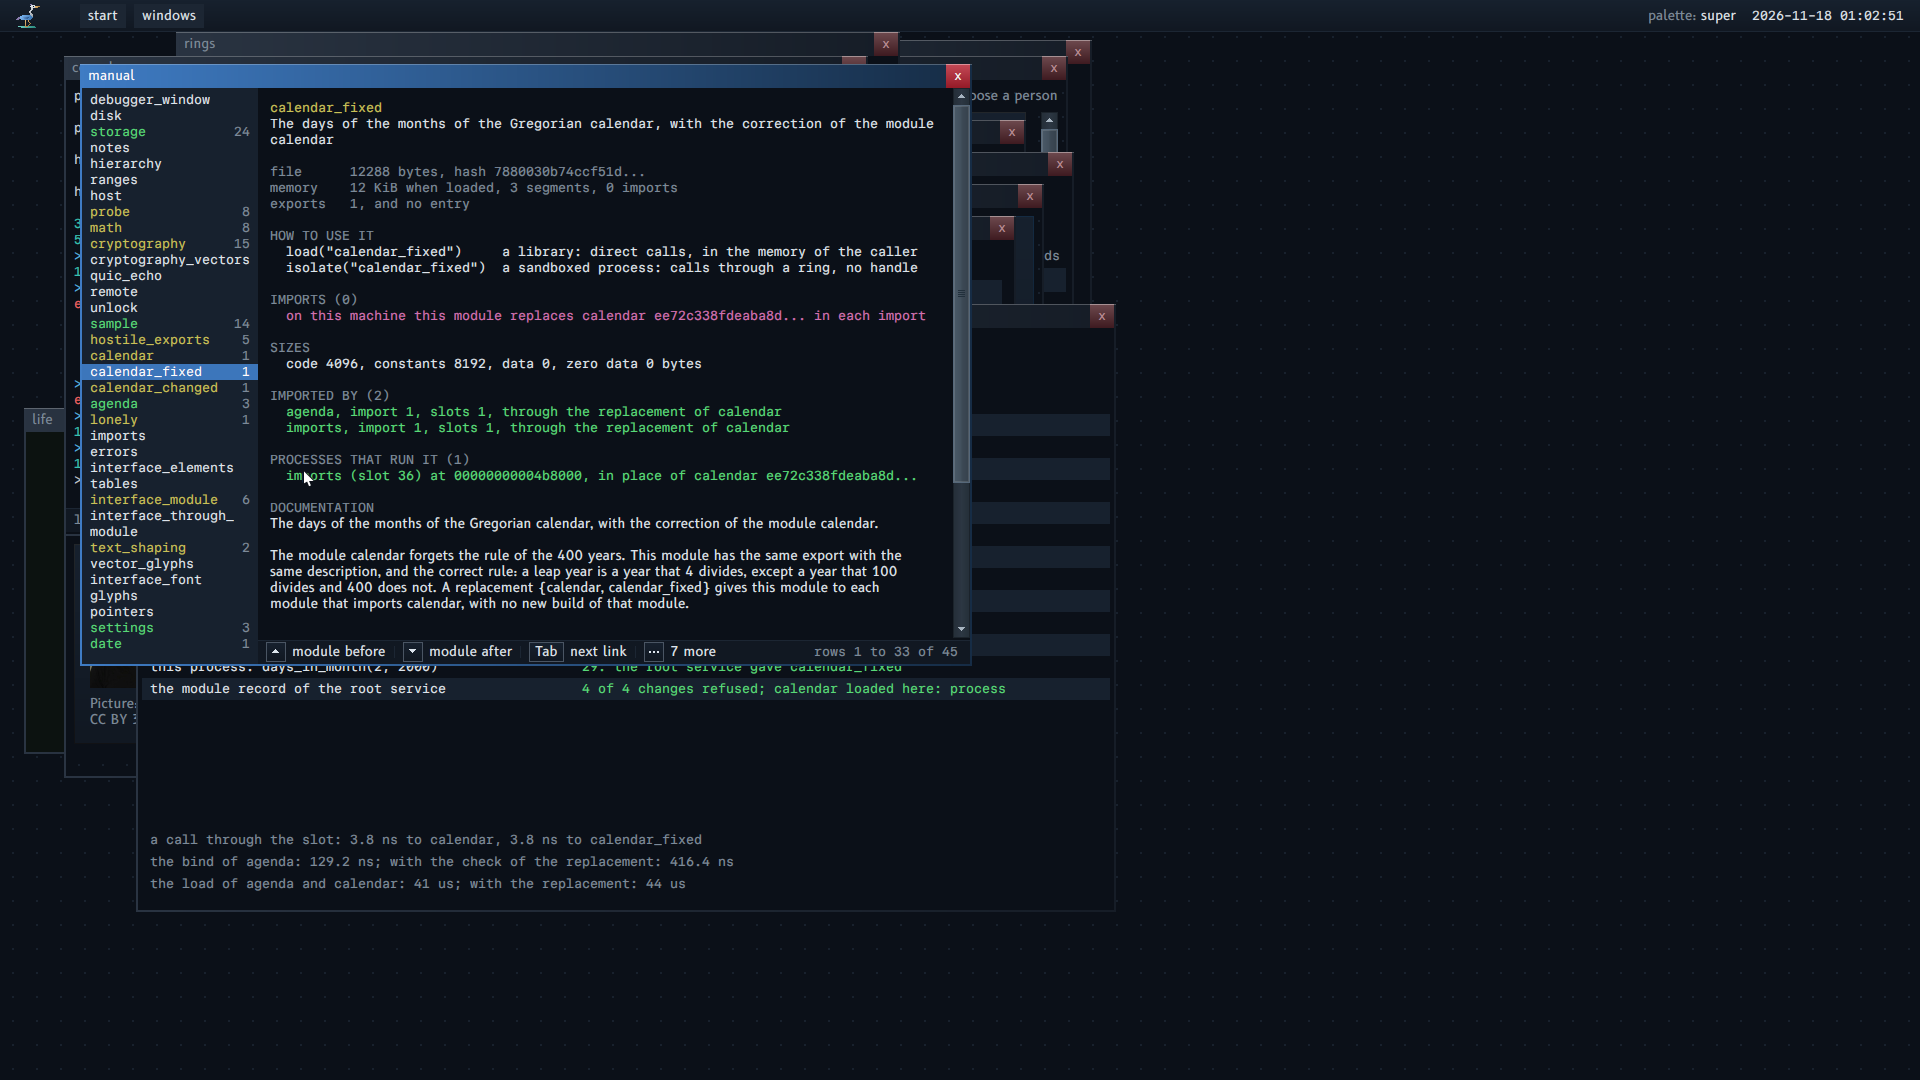 start windows palette: super 2026-11-18 01:02:51
rings x
x
x
manual x
ose a person
debugger_window
disk
storage 24
notes
hierarchy
ranges
host
probe 8
math 8
cryptography 15
cryptography_vectors
quic_echo
remote
unlock
sample 14
hostile_exports 5
calendar 1
calendar_fixed 1
calendar_changed 1
agenda 3
lonely 1
imports
errors
interface_elements
tables
interface_module 6
interface_through_
module
text_shaping 2
vector_glyphs
interface_font
glyphs
pointers
settings 3
date 1
calendar_fixed
The days of the months of the Gregorian calendar, with the correction of the module
calendar
file 12288 bytes, hash 7880030b74ccf51d...
memory 12 KiB when loaded, 3 segments, 0 imports
exports 1, and no entry
HOW TO USE IT
load("calendar_fixed") a library: direct calls, in the memory of the caller
isolate("calendar_fixed") a sandboxed process: calls through a ring, no handle
IMPORTS (0)
on this machine this module replaces calendar ee72c338fdeaba8d... in each import
SIZES
code 4096, constants 8192, data 0, zero data 0 bytes
IMPORTED BY (2)
agenda, import 1, slots 1, through the replacement of calendar
imports, import 1, slots 1, through the replacement of calendar
PROCESSES THAT RUN IT (1)
imports (slot 36) at 00000000004b8000, in place of calendar ee72c338fdeaba8d...
DOCUMENTATION
The days of the months of the Gregorian calendar, with the correction of the module calendar.
The module calendar forgets the rule of the 400 years. This module has the same export with the
same description, and the correct rule: a leap year is a year that 4 divides, except a year that 100
divides and 400 does not. A replacement {calendar, calendar_fixed} gives this module to each
module that imports calendar, with no new build of that module.
module before module after Tab next link ... 7 more rows 1 to 33 of 45
x
x
x
x
ds
x
life
this process: days_in_month(2, 2000) 29: the root service gave calendar_fixed
the module record of the root service 4 of 4 changes refused; calendar loaded here: process
Picture:
CC BY 3
a call through the slot: 3.8 ns to calendar, 3.8 ns to calendar_fixed
the bind of agenda: 129.2 ns; with the check of the replacement: 416.4 ns
the load of agenda and calendar: 41 us; with the replacement: 44 us